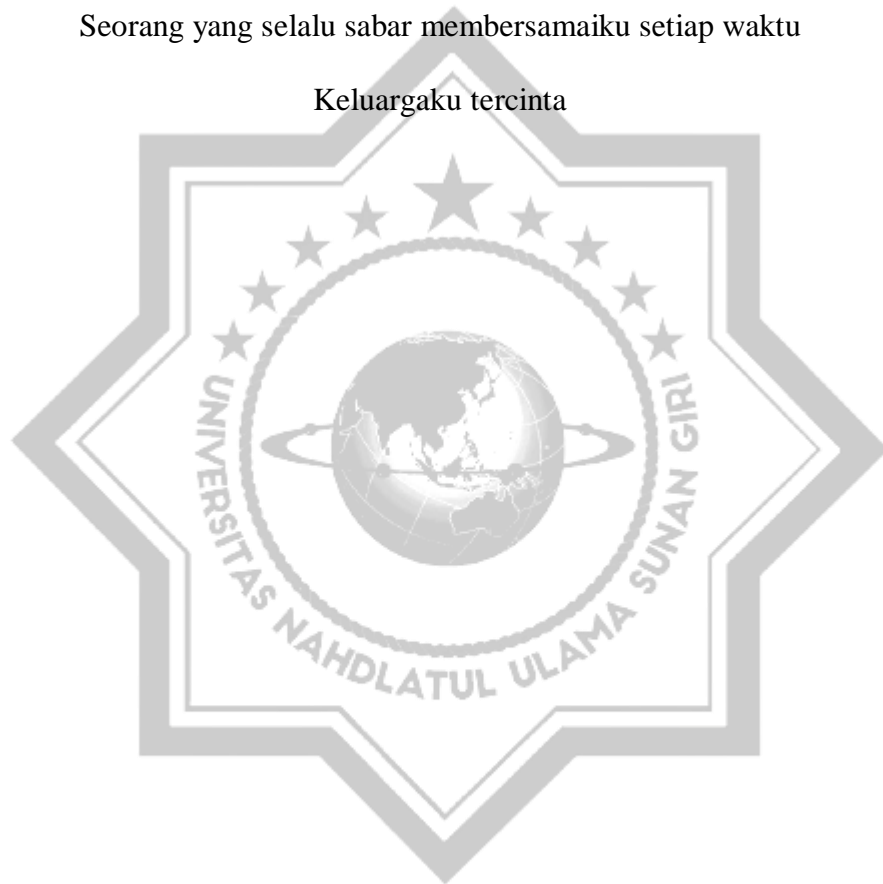 Seorang yang selalu sabar membersamaiku setiap waktu
Keluargaku tercinta
UNIVERSITAS NAHDLATUL ULAMA SUNAN GIRI